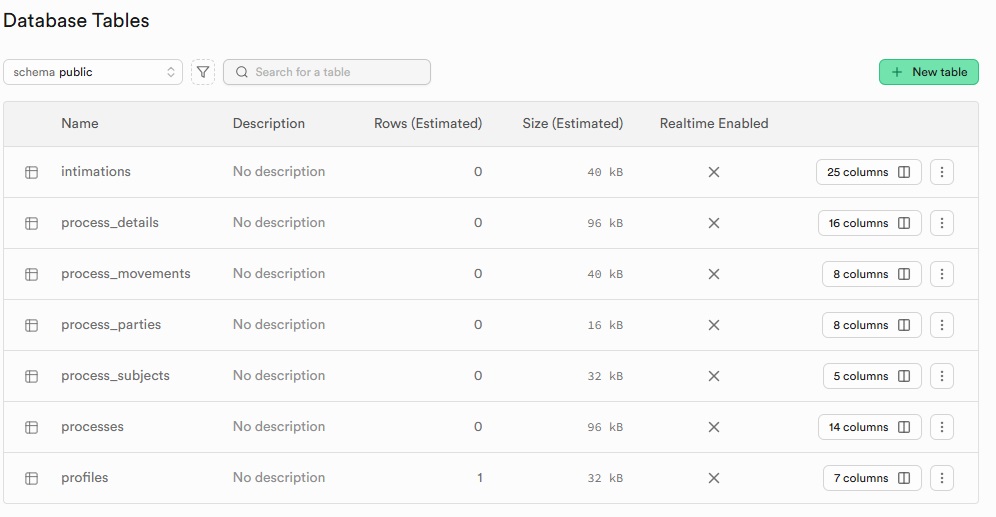 Database Tables
schema public
Search for a table
New table
Name Description Rows (Estimated) Size (Estimated) Realtime Enabled
intimations No description 0 40 kB 25 columns
process_details No description 0 96 kB 16 columns
process_movements No description 0 40 kB 8 columns
process_parties No description 0 16 kB 8 columns
process_subjects No description 0 32 kB 5 columns
processes No description 0 96 kB 14 columns
profiles No description 1 32 kB 7 columns